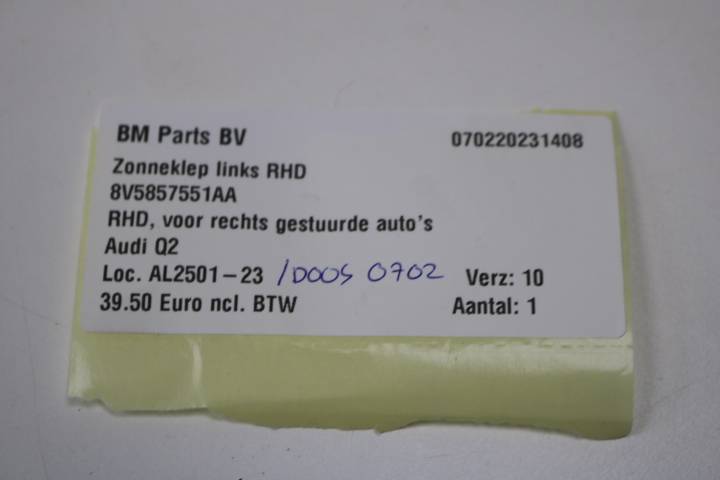 BM Parts BV 070220231408
Zonneklep links RHD
8V5857551AA
RHD, voor rechts gestuurde auto's
Audi Q2
Loc. AL2501-23 /DOOS 0702 Verz: 10
39.50 Euro ncl. BTW Aantal: 1